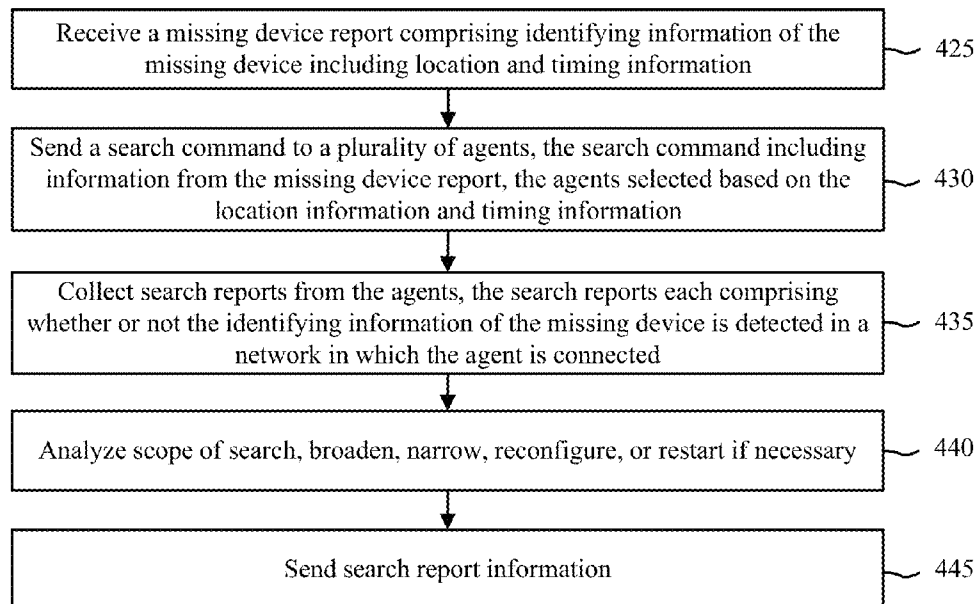 Receive a missing device report comprising identifying information of the
missing device including location and timing information
425
Send a search command to a plurality of agents, the search command including
information from the missing device report, the agents selected based on the
location information and timing information
430
Collect search reports from the agents, the search reports each comprising
whether or not the identifying information of the missing device is detected in a
network in which the agent is connected
435
Analyze scope of search, broaden, narrow, reconfigure, or restart if necessary
440
Send search report information
445